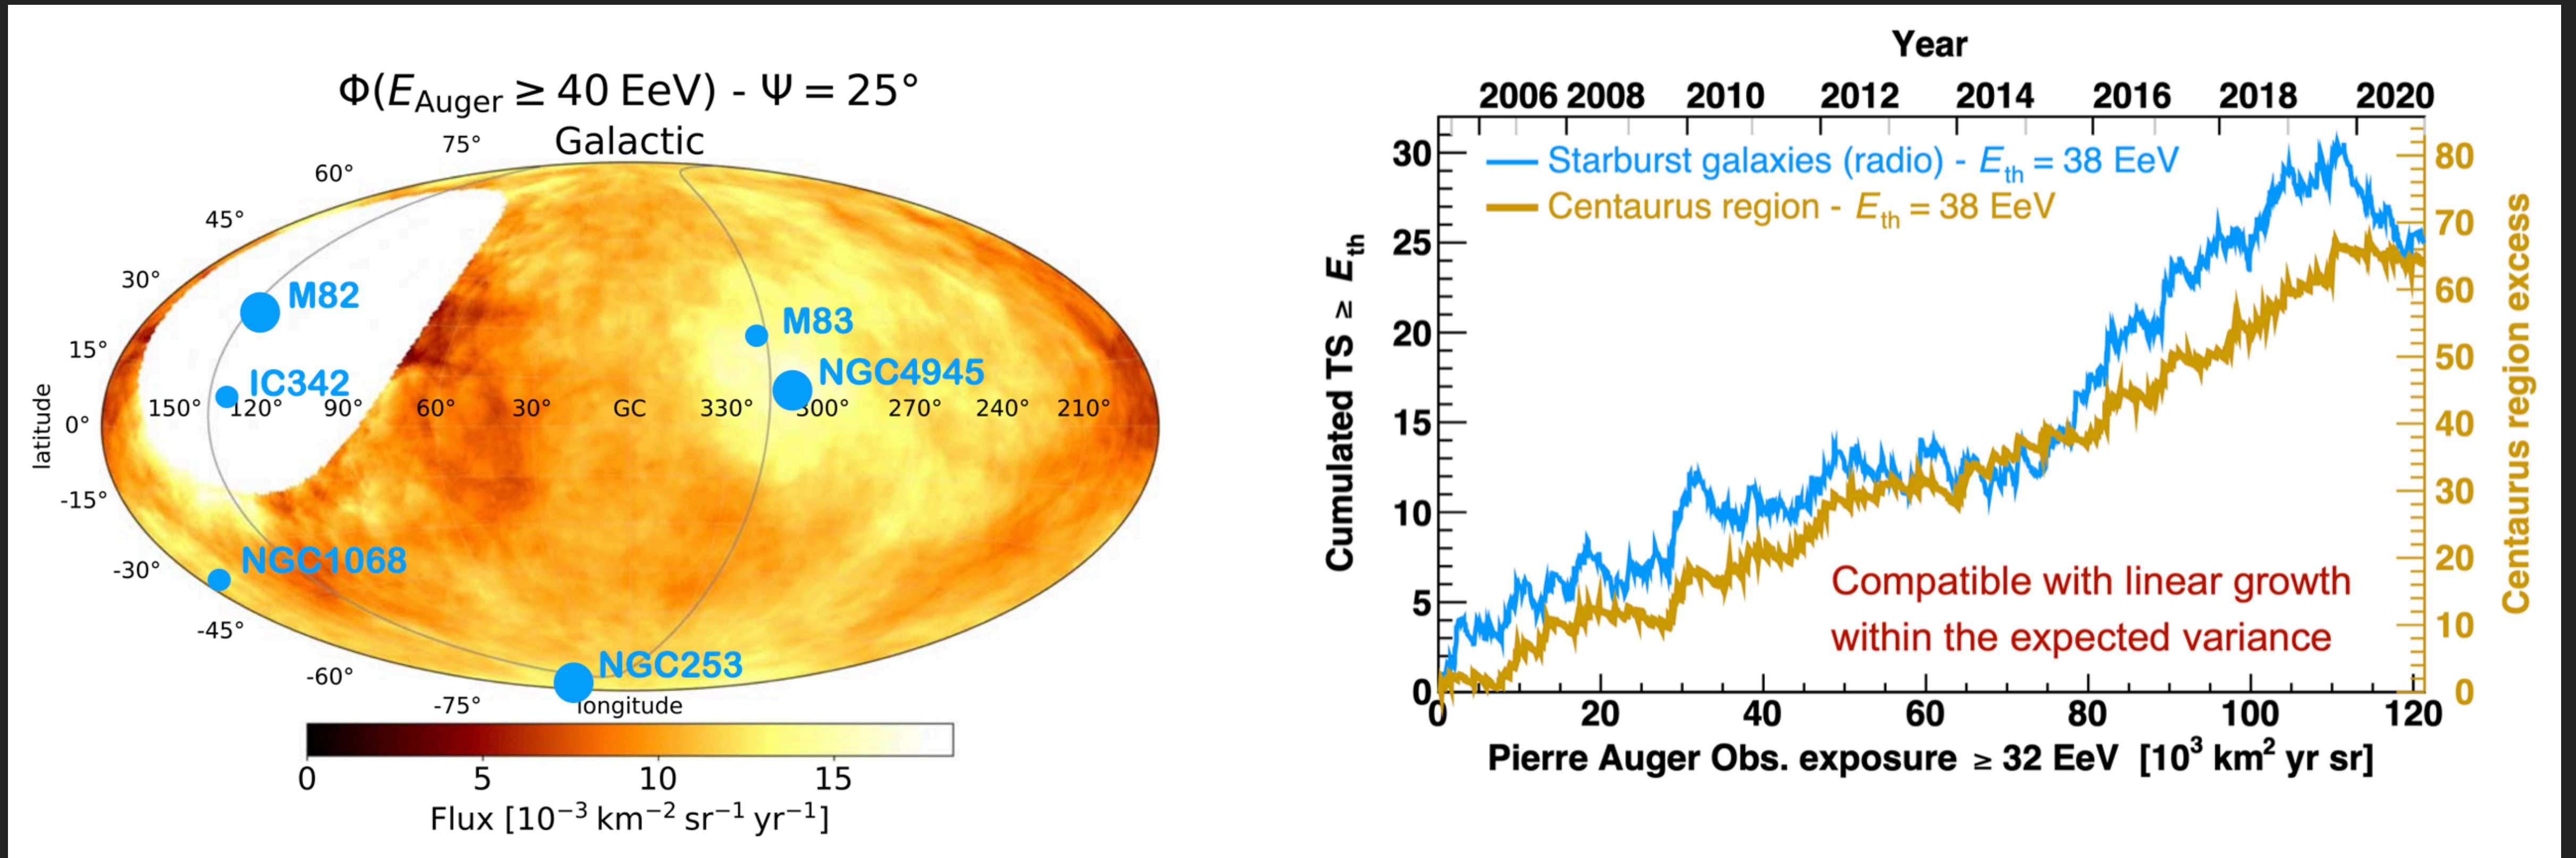 Φ(E_Auger ≥ 40 EeV) - Ψ = 25°
Galactic
75°
60°
45°
30°
15°
0°
-15°
-30°
-45°
-60°
-75°
latitude
M82
IC342
M83
NGC4945
150° 120° 90° 60° 30° GC 330° 300° 270° 240° 210°
NGC1068
NGC253
longitude
0 5 10 15
Flux [10⁻³ km⁻² sr⁻¹ yr⁻¹]
Year
2006 2008 2010 2012 2014 2016 2018 2020
Starburst galaxies (radio) - E_th = 38 EeV
Centaurus region - E_th = 38 EeV
Cumulated TS ≥ E_th
30
25
20
15
10
5
0
80
70
60
50
40
30
20
10
0
Centaurus region excess
Compatible with linear growth
within the expected variance
0 20 40 60 80 100 120
Pierre Auger Obs. exposure ≥ 32 EeV [10³ km² yr sr]